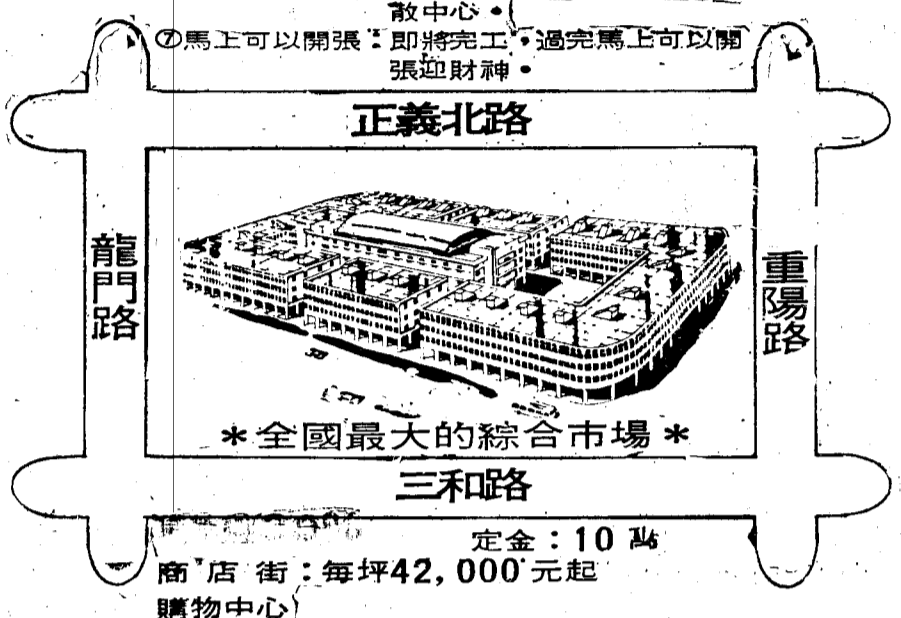 散中心•
⑦馬上可以開張：即將完工•過完馬上可以開
張迎財神•
正義北路
龍門路
重陽路
＊全國最大的綜合市場＊
三和路
定金：10
商店街：每坪42,000元起
購物中心